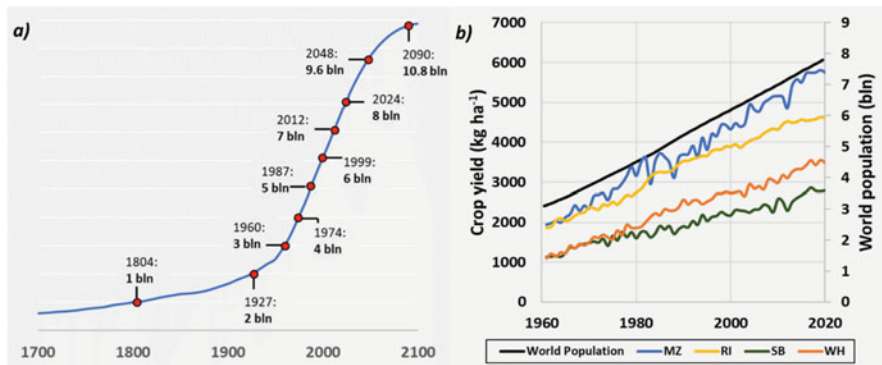 a)
2048:
9.6 bln
2090:
10.8 bln
2024:
8 bln
2012:
7 bln
1999:
6 bln
1987:
5 bln
1974:
4 bln
1960:
3 bln
1804:
1 bln
1927:
2 bln
1700
1800
1900
2000
2100
b)
7000
6000
5000
4000
3000
2000
1000
0
Crop yield (kg ha⁻¹)
9
8
7
6
5
4
3
2
1
0
World population (bln)
1960
1980
2000
2020
World Population
MZ
RI
SB
WH